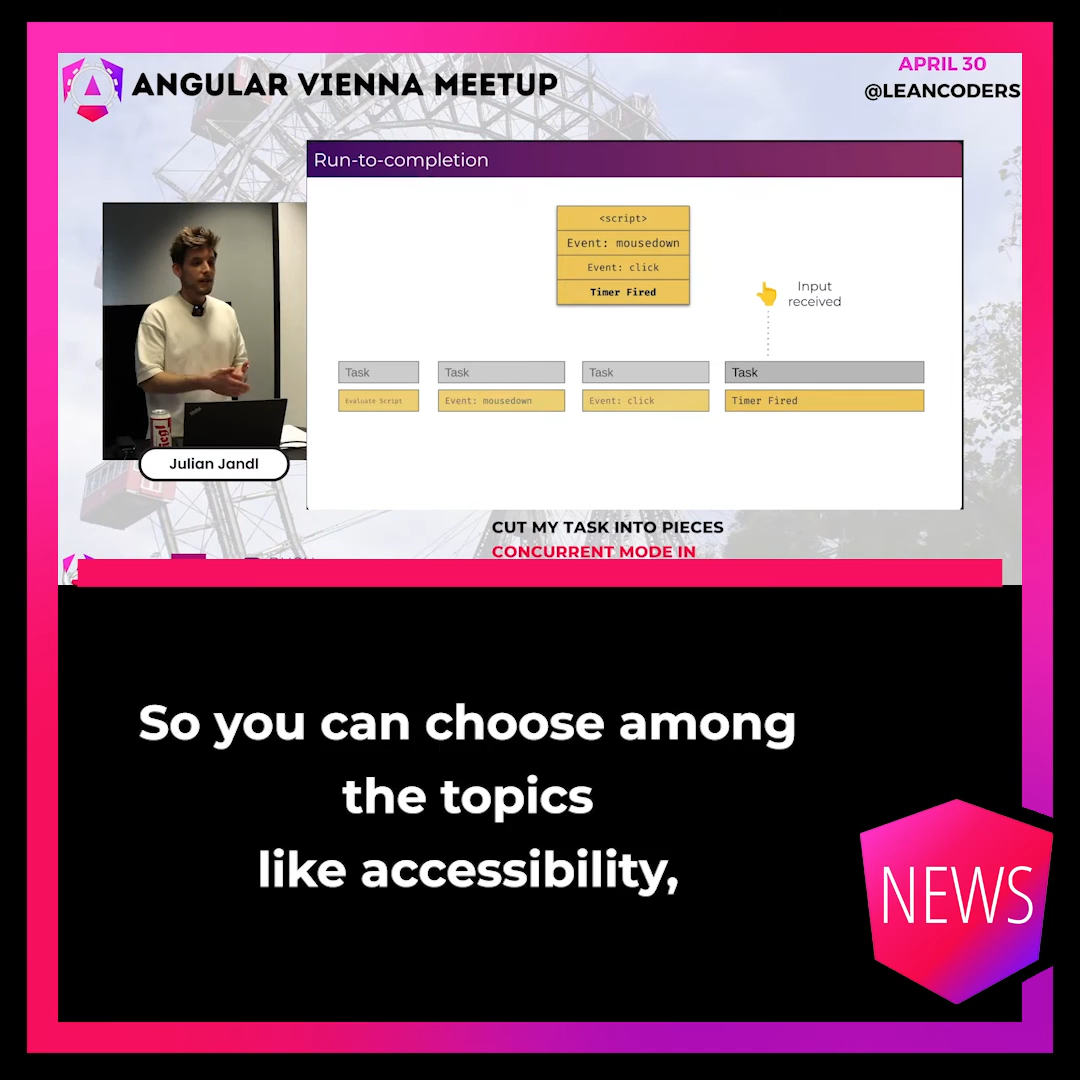 ANGULAR VIENNA MEETUP
APRIL 30
@LEANCODERS
Run-to-completion
<script>
Event: mousedown
Event: click
Timer Fired
Input
received
Task
Task
Task
Task
Evaluate Script
Event: mousedown
Event: click
Timer Fired
Julian Jandl
CUT MY TASK INTO PIECES
CONCURRENT MODE IN
So you can choose among
the topics
like accessibility,
NEWS